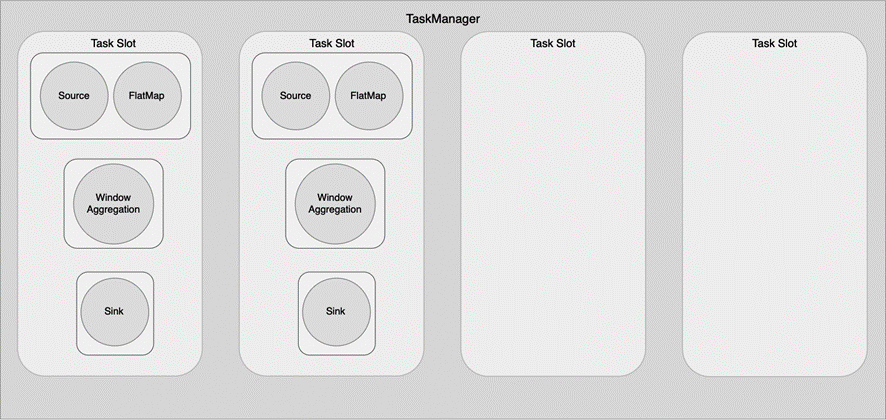 TaskManager
Task Slot
Source
FlatMap
Window
Aggregation
Sink
Task Slot
Source
FlatMap
Window
Aggregation
Sink
Task Slot
Task Slot